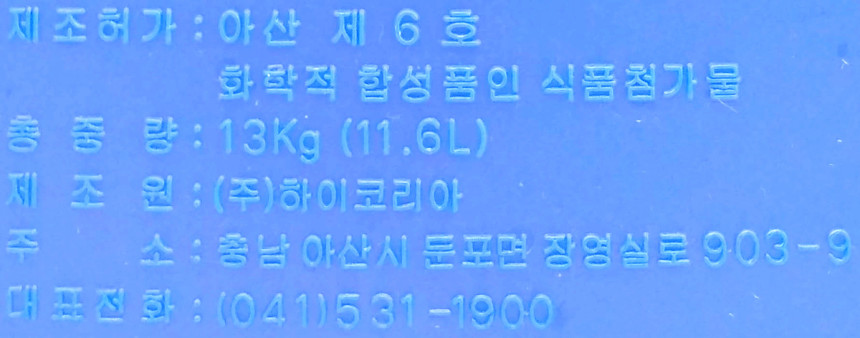 제조허가 : 아산 제 6 호
화학적 합성품인 식품첨가물
총 중 량 : 13Kg (11.6L)
제 조 원 : (주)하이코리아
주 소 : 충남 아산시 둔포면 장영실로 903-9
대표전화 : (041)531-1900